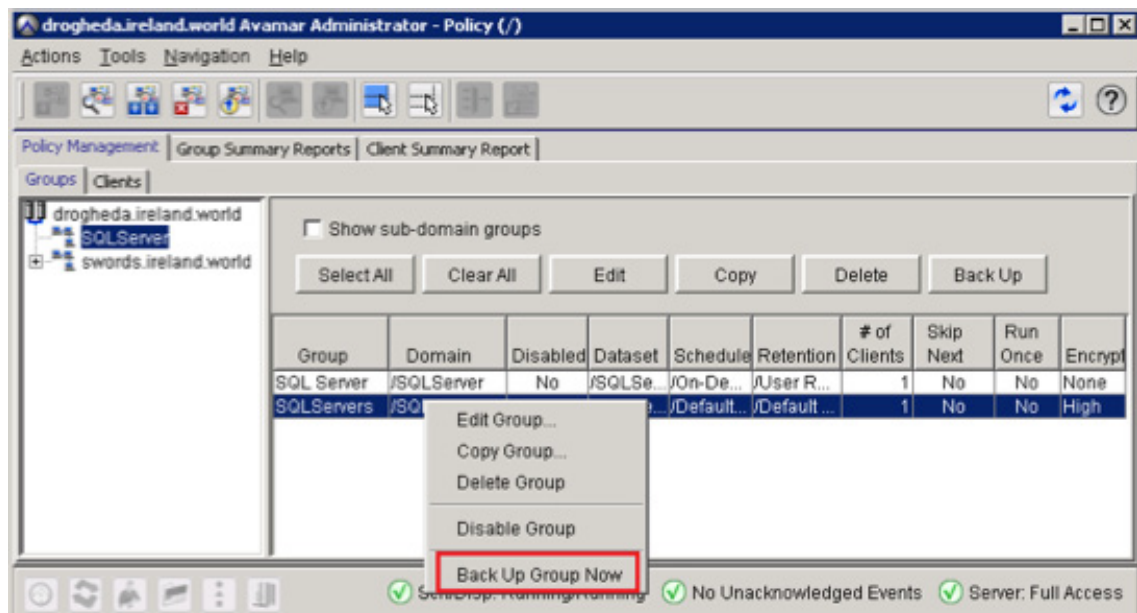 drogheda.ireland.world Avamar Administrator - Policy (/)
Actions Tools Navigation Help
Policy Management Group Summary Reports Client Summary Report
Groups Clients
drogheda.ireland.world
SQLServer
swords.ireland.world
Show sub-domain groups
Select All Clear All Edit Copy Delete Back Up
Group Domain Disabled Dataset Schedule Retention # of Clients Skip Next Run Once Encrypt
SQL Server /SQLServer No /SQLSe... /On-De... /User R... 1 No No None
SQLServers /SQ /Default... /Default ... 1 No No High
Edit Group...
Copy Group...
Delete Group
Disable Group
Back Up Group Now
No Unacknowledged Events Server: Full Access